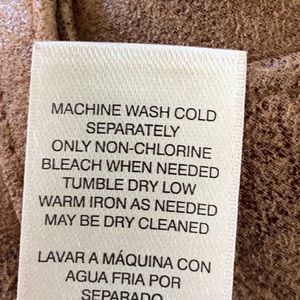 MACHINE WASH COLD
SEPARATELY
ONLY NON-CHLORINE
BLEACH WHEN NEEDED
TUMBLE DRY LOW
WARM IRON AS NEEDED
MAY BE DRY CLEANED
LAVAR A MÁQUINA CON
AGUA FRIA POR
SEPARADO